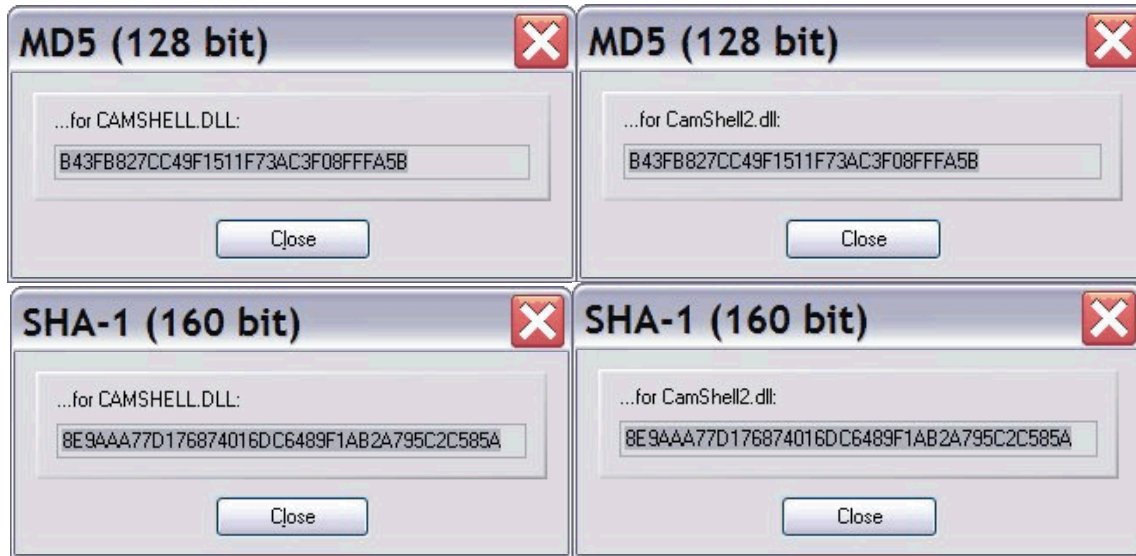 MD5 (128 bit)
...for CAMSHELL.DLL:
B43FB827CC49F1511F73AC3F08FFFA5B
Close
MD5 (128 bit)
...for CamShell2.dll:
B43FB827CC49F1511F73AC3F08FFFA5B
Close
SHA-1 (160 bit)
...for CAMSHELL.DLL:
8E9AAA77D176874016DC6489F1AB2A795C2C585A
Close
SHA-1 (160 bit)
...for CamShell2.dll:
8E9AAA77D176874016DC6489F1AB2A795C2C585A
Close